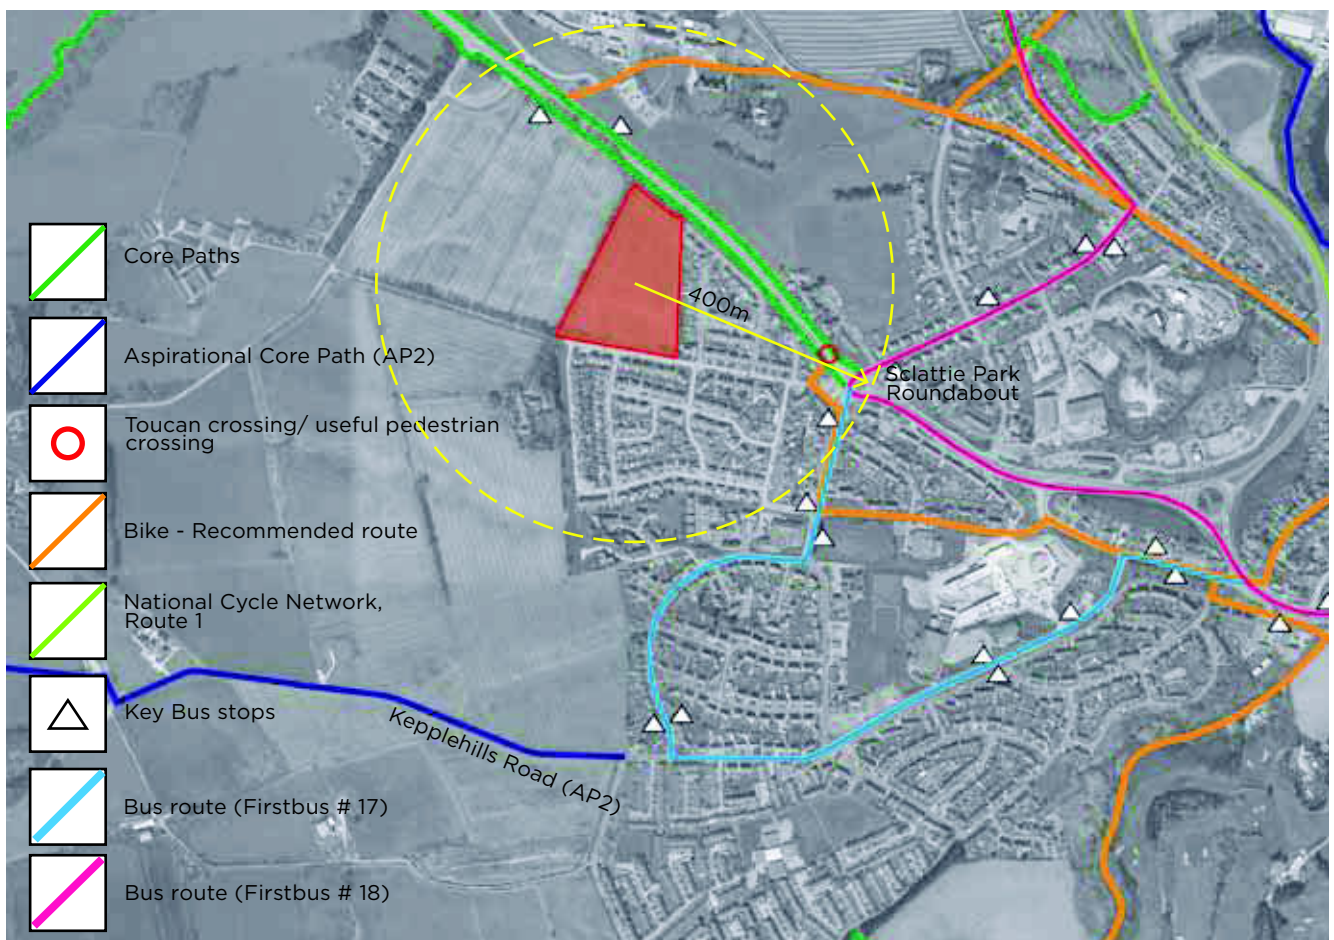 Core Paths
Aspirational Core Path (AP2)
Toucan crossing/ useful pedestrian
crossing
Bike - Recommended route
National Cycle Network,
Route 1
Key Bus stops
Bus route (Firstbus # 17)
Bus route (Firstbus # 18)
400m
Sclattie Park
Roundabout
Kepplehills Road (AP2)